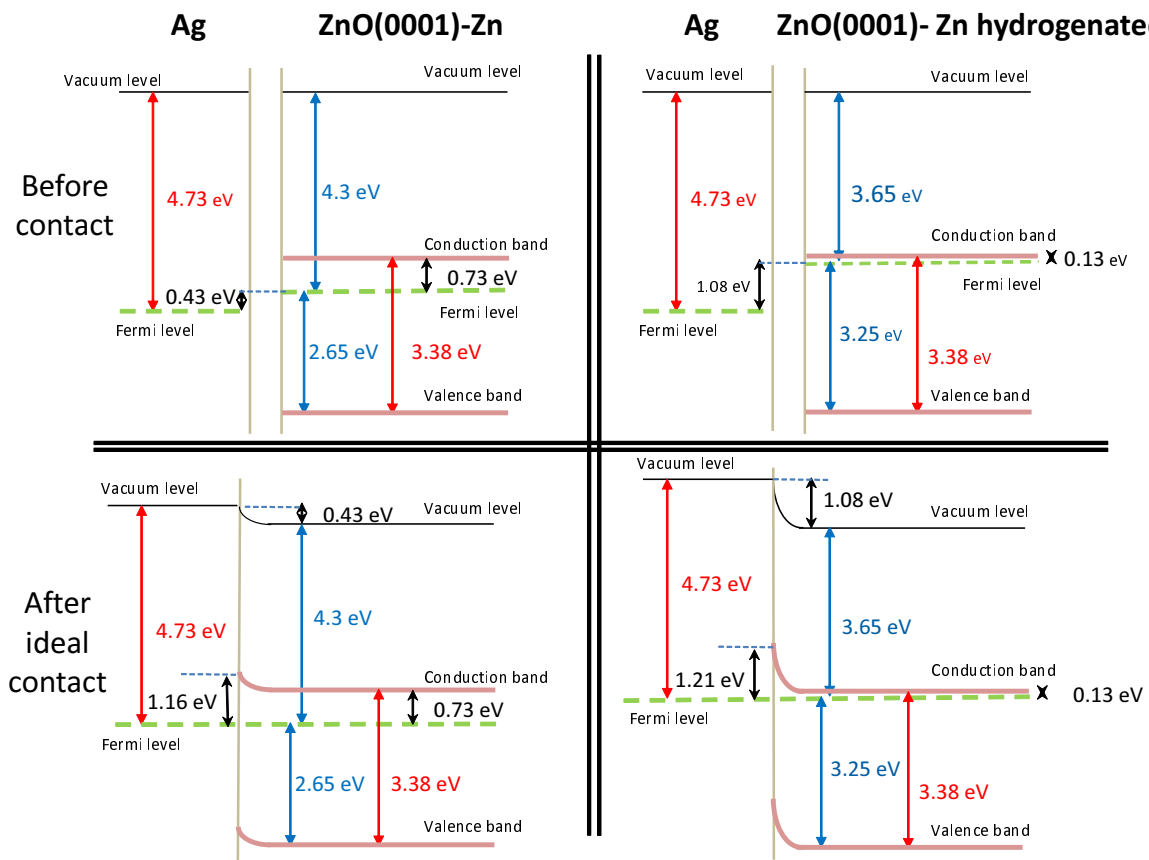 Ag
ZnO(0001)-Zn
Ag
ZnO(0001)- Zn hydrogenate
Before
contact
Vacuum level
Vacuum level
4.73 eV
4.3 eV
Conduction band
0.73 eV
0.43 eV
Fermi level
Fermi level
2.65 eV
3.38 eV
Valence band
Vacuum level
Vacuum level
4.73 eV
3.65 eV
Conduction band
0.13 eV
1.08 eV
Fermi level
Fermi level
3.25 eV
3.38 eV
Valence band
After
ideal
contact
Vacuum level
0.43 eV
Vacuum level
4.73 eV
4.3 eV
Conduction band
1.16 eV
0.73 eV
Fermi level
2.65 eV
3.38 eV
Valence band
Vacuum level
1.08 eV
Vacuum level
4.73 eV
3.65 eV
Conduction band
1.21 eV
0.13 eV
Fermi level
3.25 eV
3.38 eV
Valence band